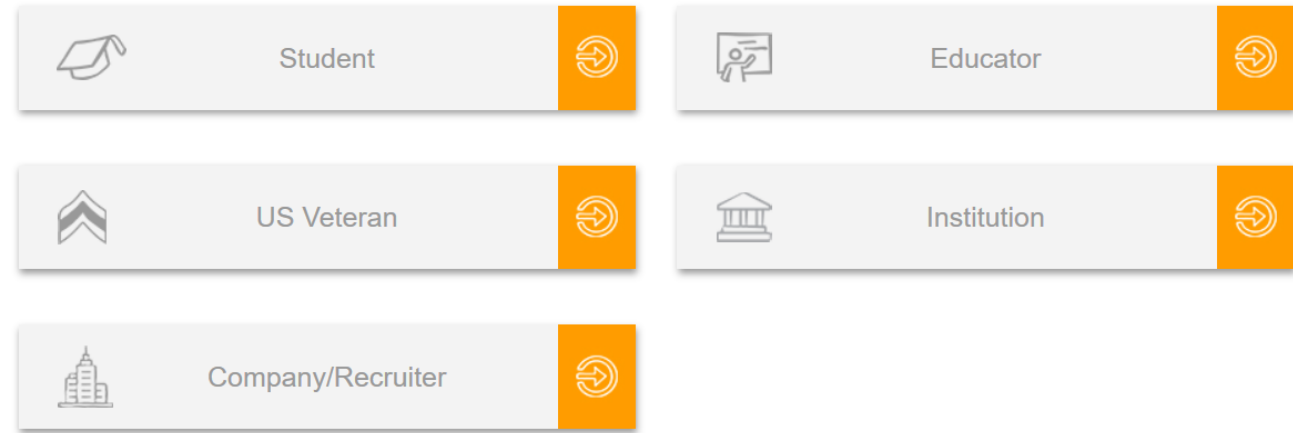 Student
Educator
US Veteran
Institution
Company/Recruiter